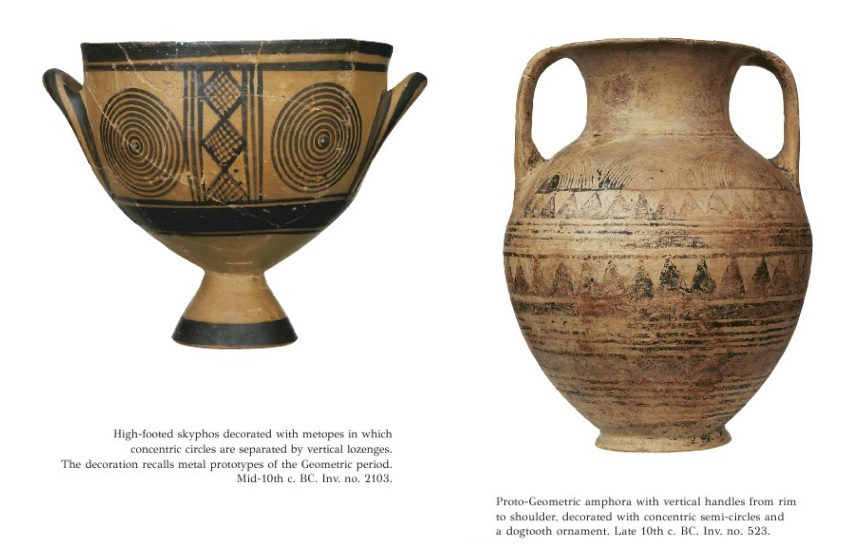 High-footed skyphos decorated with metopes in which
concentric circles are separated by vertical lozenges.
The decoration recalls metal prototypes of the Geometric period.
Mid-10th c. BC. Inv. no. 2103.
Proto-Geometric amphora with vertical handles from rim
to shoulder, decorated with concentric semi-circles and
a dogtooth ornament. Late 10th c. BC. Inv. no. 523.